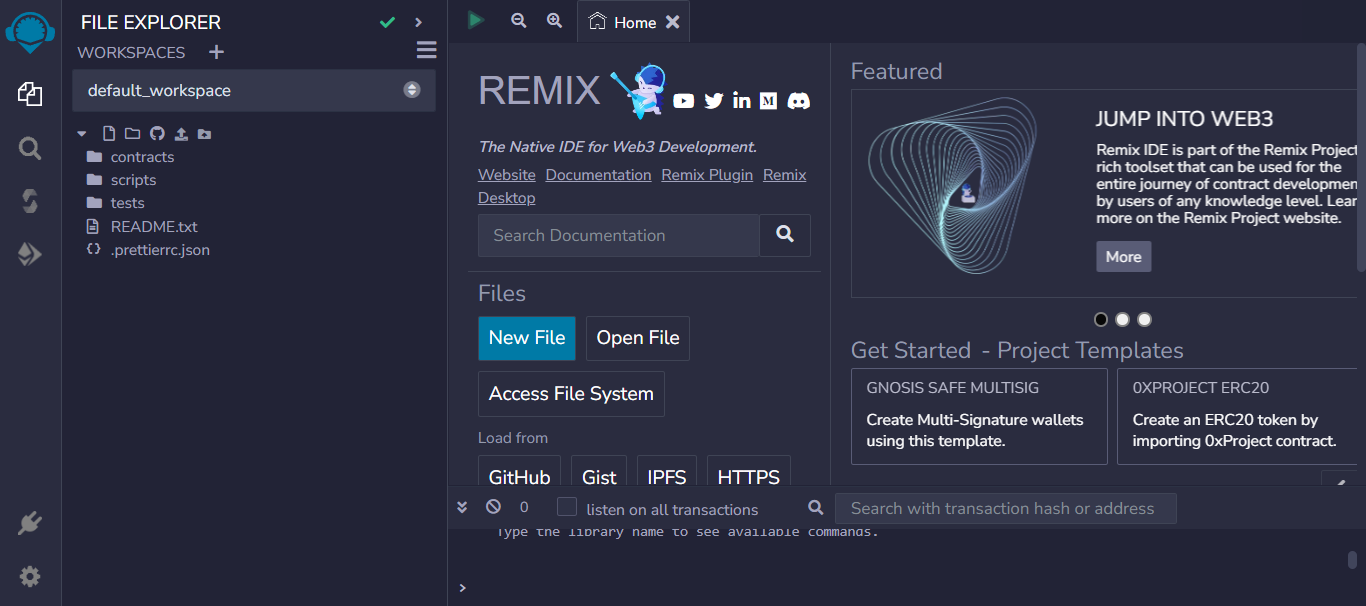 FILE EXPLORER
WORKSPACES
default_workspace
contracts
scripts
tests
README.txt
.prettierrc.json
Home
REMIX
The Native IDE for Web3 Development.
Website Documentation Remix Plugin Remix
Desktop
Search Documentation
Files
New File
Open File
Access File System
Load from
GitHub
Gist
IPFS
HTTPS
Featured
JUMP INTO WEB3
Remix IDE is part of the Remix Project
rich toolset that can be used for the
entire journey of contract developmen
by users of any knowledge level. Lear
more on the Remix Project website.
More
Get Started - Project Templates
GNOSIS SAFE MULTISIG
Create Multi-Signature wallets
using this template.
0XPROJECT ERC20
Create an ERC20 token by
importing 0xProject contract.
0
listen on all transactions
Search with transaction hash or address
Type the library name to see available commands.
>